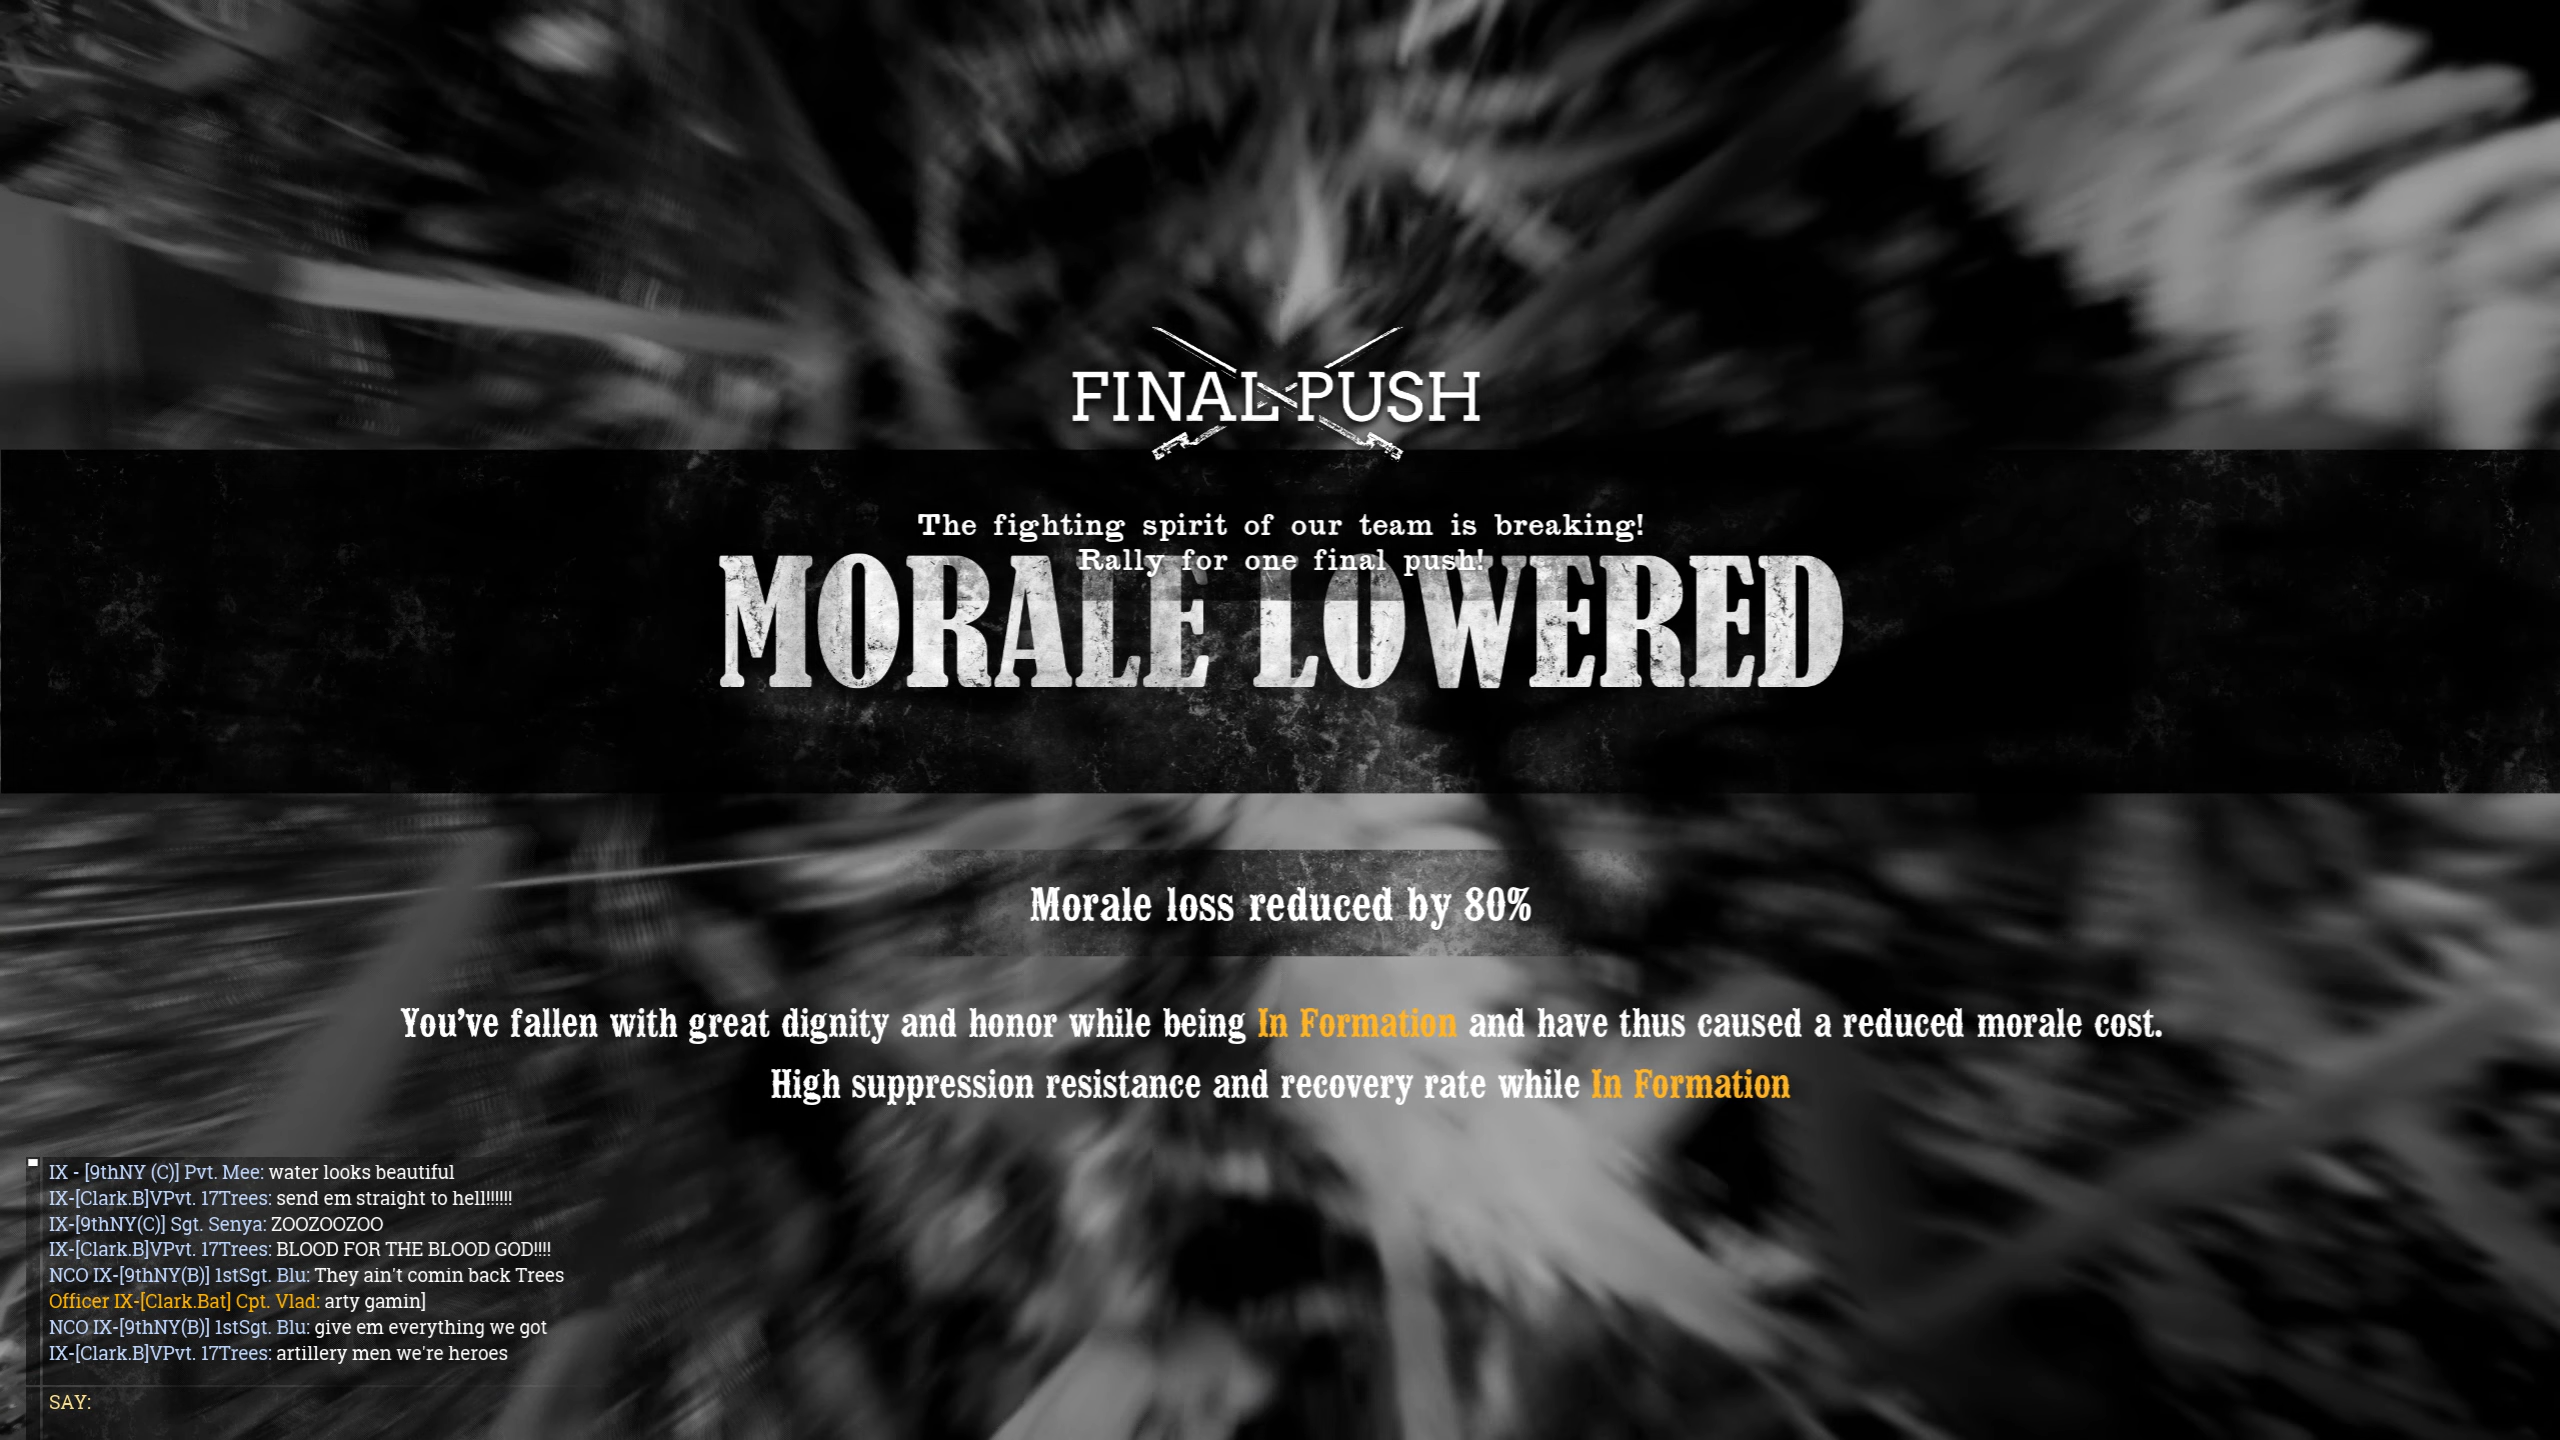 FINAL PUSH
The fighting spirit of our team is breaking!
Rally for one final push!
MORALE LOWERED
Morale loss reduced by 80%
You've fallen with great dignity and honor while being In Formation and have thus caused a reduced morale cost.
High suppression resistance and recovery rate while In Formation
IX - [9thNY (C)] Pvt. Mee: water looks beautiful
IX-[Clark.B]VPvt. 17Trees: send em straight to hell!!!!!!
IX-[9thNY(C)] Sgt. Senya: ZOOZOOZOO
IX-[Clark.B]VPvt. 17Trees: BLOOD FOR THE BLOOD GOD!!!!
NCO IX-[9thNY(B)] 1stSgt. Blu: They ain't comin back Trees
Officer IX-[Clark.Bat] Cpt. Vlad: arty gamin]
NCO IX-[9thNY(B)] 1stSgt. Blu: give em everything we got
IX-[Clark.B]VPvt. 17Trees: artillery men we're heroes
SAY: